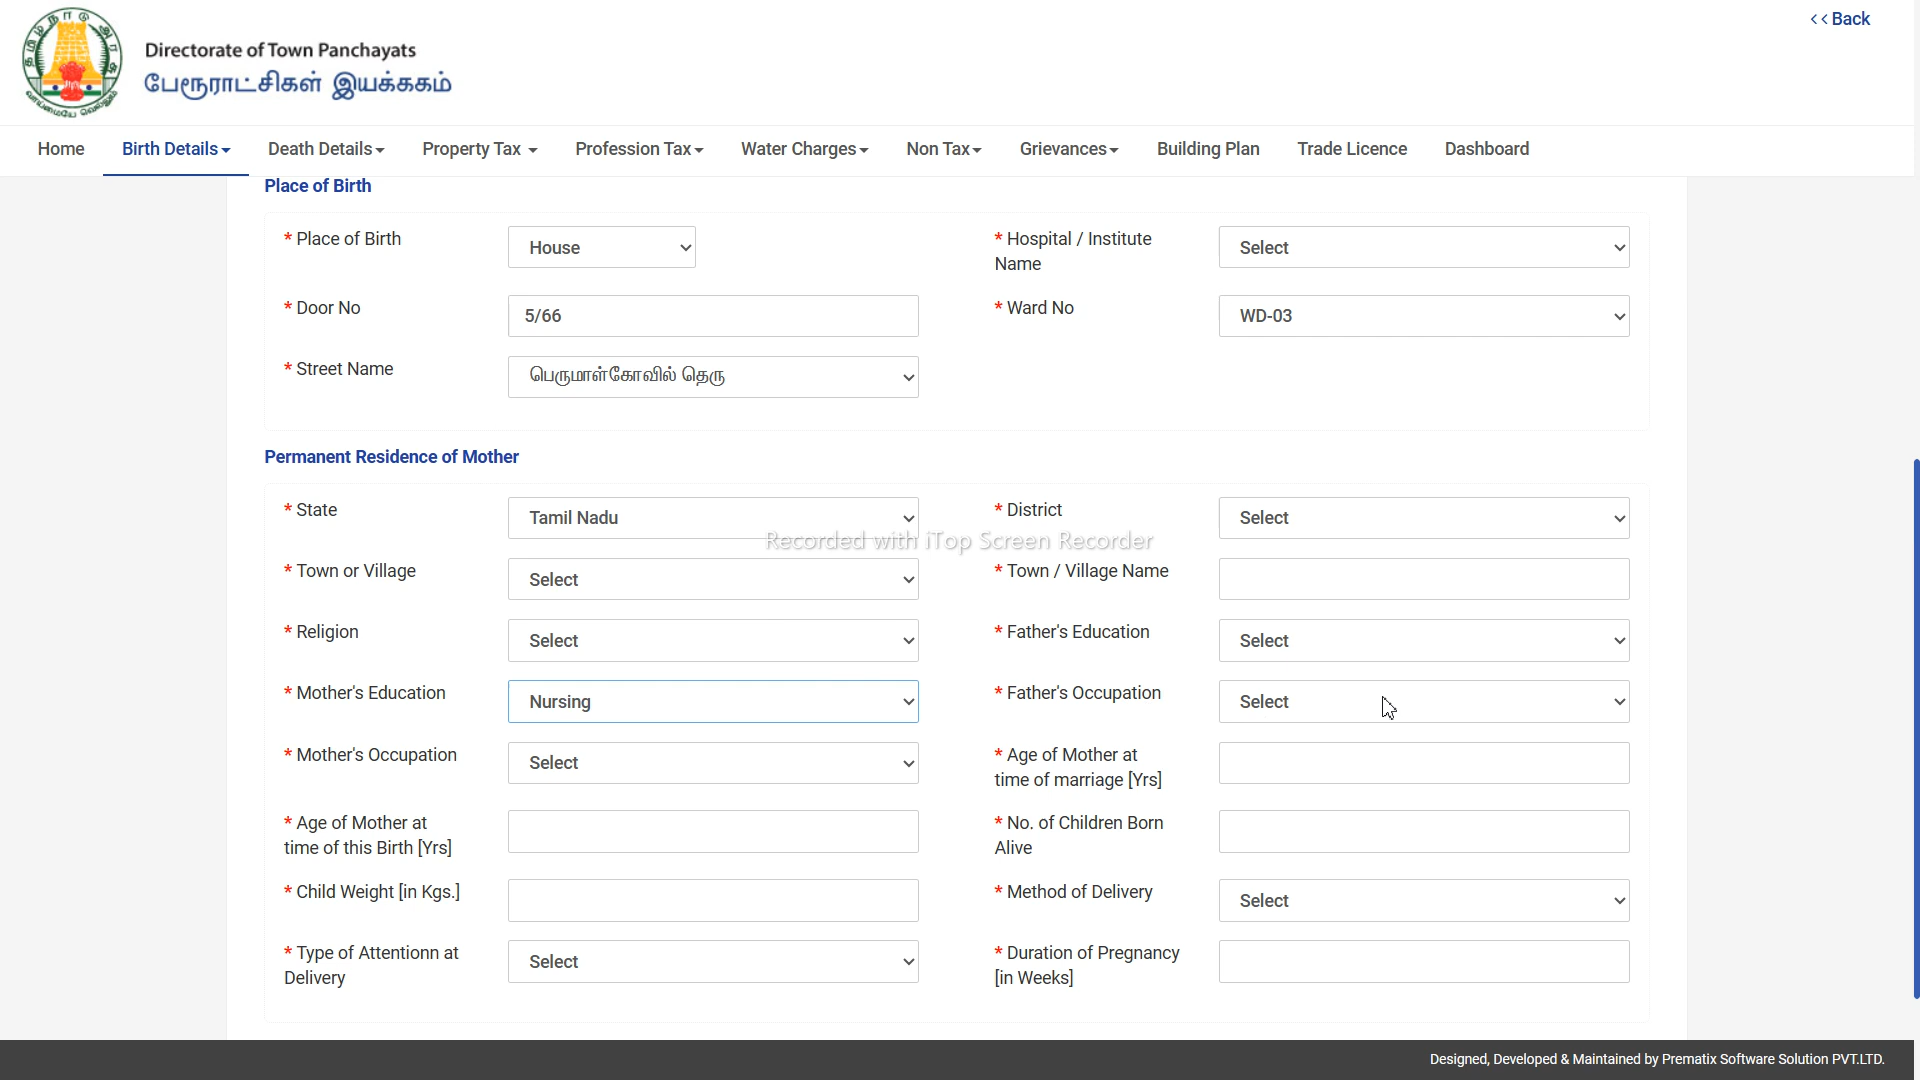 << Back
Directorate of Town Panchayats
பேரூராட்சிகள் இயக்ககம்
Home Birth Details Death Details Property Tax Profession Tax Water Charges Non Tax Grievances Building Plan Trade Licence Dashboard
Place of Birth
* Place of Birth House * Hospital / Institute Name Select
* Door No 5/66 * Ward No WD-03
* Street Name பெருமாள்கோவில் தெரு
Permanent Residence of Mother
* State Tamil Nadu * District Select
Recorded with iTop Screen Recorder
* Town or Village Select * Town / Village Name
* Religion Select * Father's Education Select
* Mother's Education Nursing * Father's Occupation Select
* Mother's Occupation Select * Age of Mother at time of marriage [Yrs]
* Age of Mother at time of this Birth [Yrs] * No. of Children Born Alive
* Child Weight [in Kgs.] * Method of Delivery Select
* Type of Attentionn at Delivery Select * Duration of Pregnancy [in Weeks]
Designed, Developed & Maintained by Prematix Software Solution PVT.LTD.